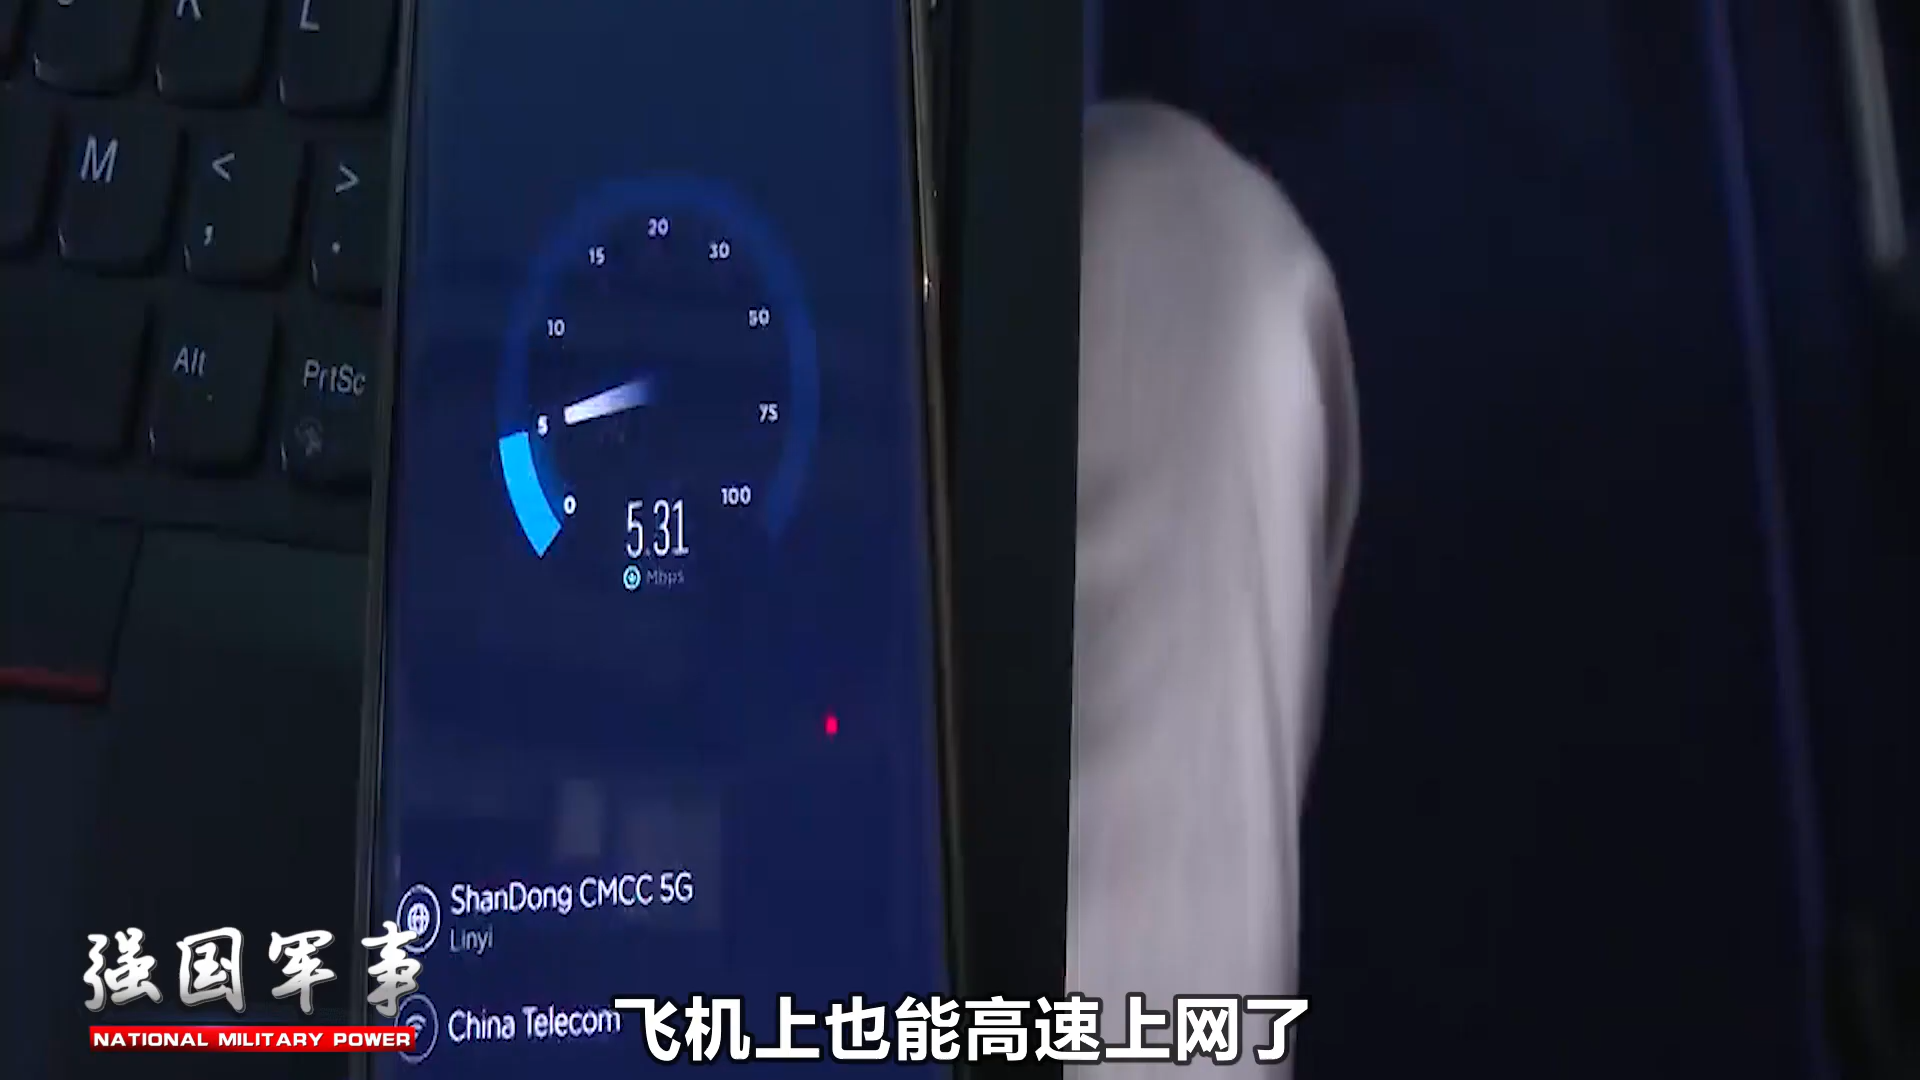 K
L
M
<
,
>
.
Alt
PrtSc
0
5
10
15
20
30
50
75
100
5.31
Mbps
ShanDong CMCC 5G
Linyi
China Telecom
强国军事
NATIONAL MILITARY POWER
飞机上也能高速上网了